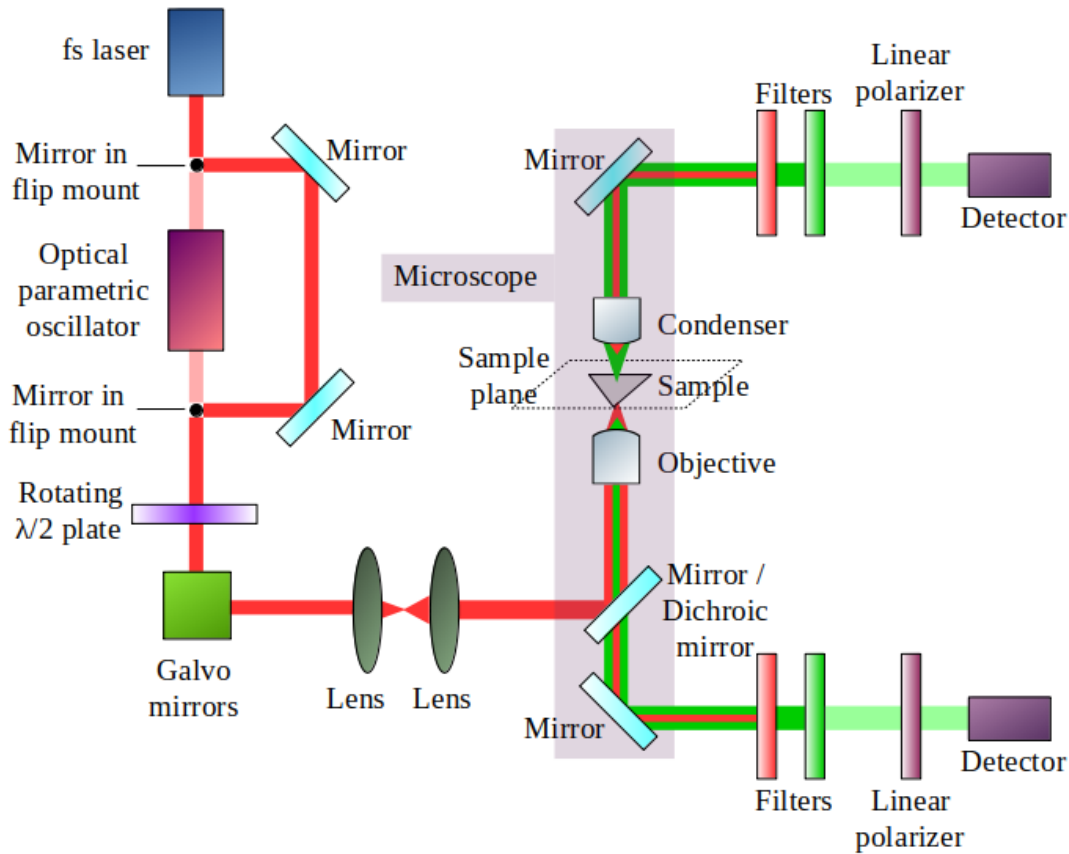 fs laser
Mirror in
flip mount
Mirror
Optical
parametric
oscillator
Mirror in
flip mount
Mirror
Rotating
λ/2 plate
Galvo
mirrors
Lens
Lens
Microscope
Mirror
Condenser
Sample
plane
Sample
Objective
Mirror /
Dichroic
mirror
Mirror
Filters
Linear
polarizer
Detector
Filters
Linear
polarizer
Detector